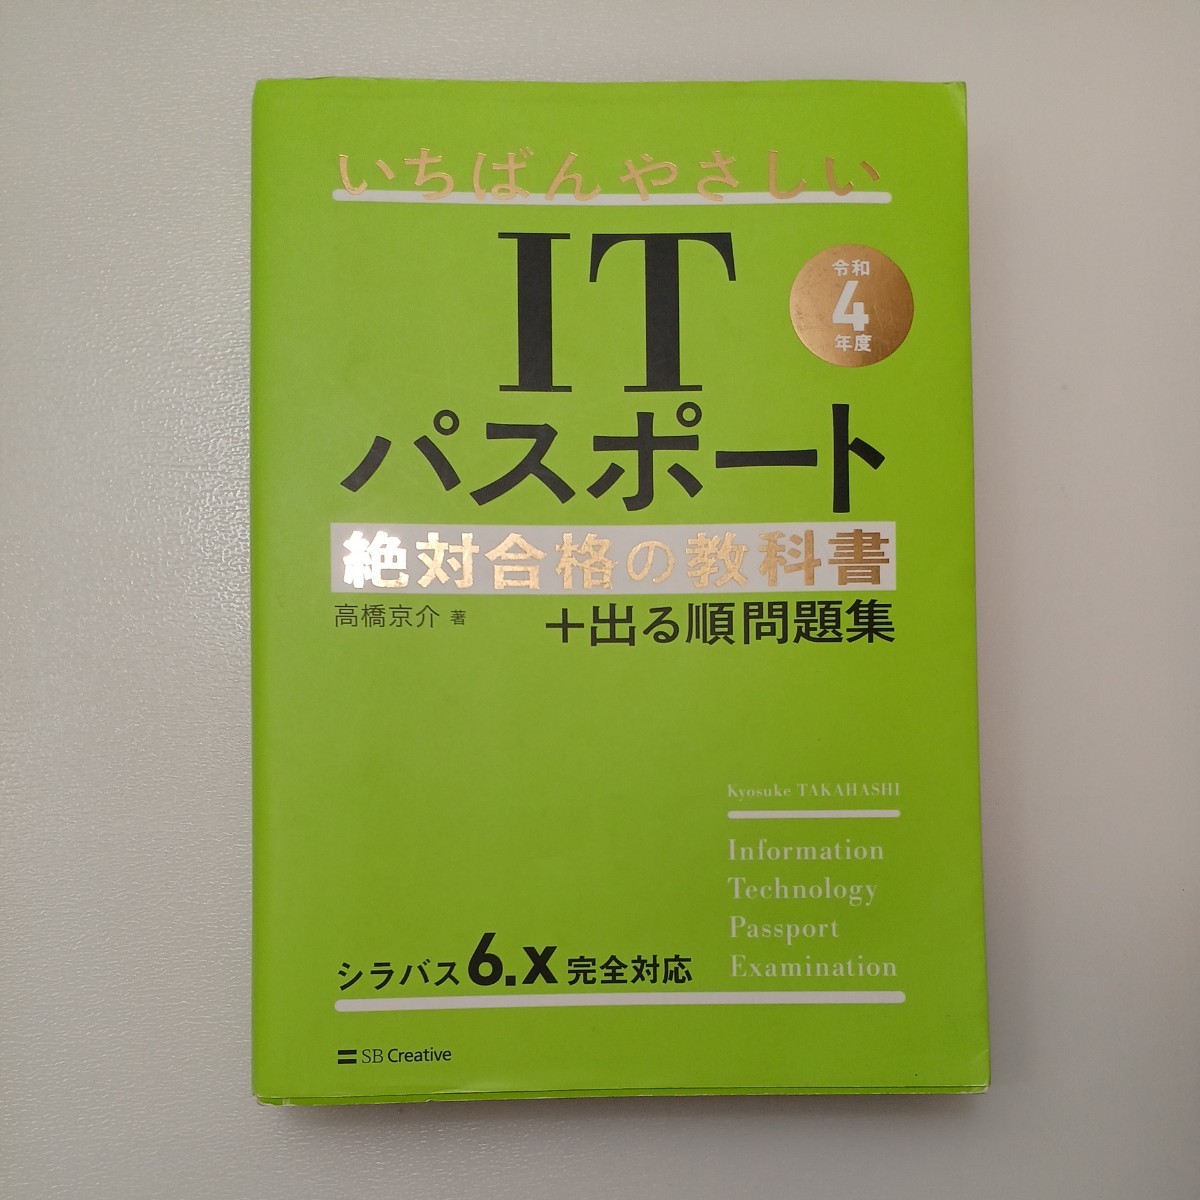 いちばんやさしい
IT
令和
4
年度
パスポート
絶対合格の教科書
高橋京介 著
+出る順問題集
Kyosuke TAKAHASHI
Information
Technology
Passport
Examination
シラバス6.x完全対応
SB Creative